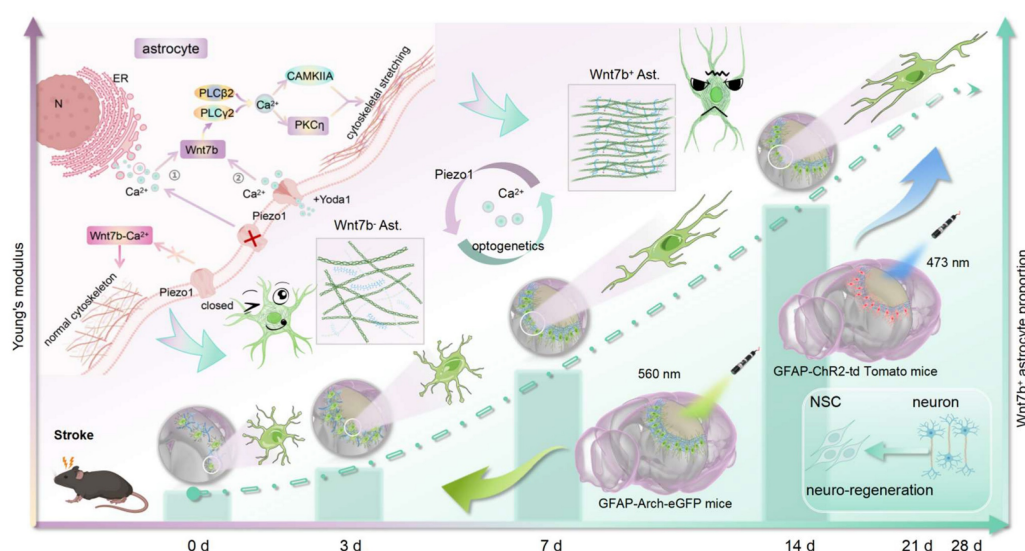 Young's modulus
astrocyte
ER
N
PLCβ2
PLCγ2
Ca²⁺
CAMKIIA
PKCη
cytoskeletal stretching
Wnt7b
①
②
Ca²⁺
Ca²⁺
+Yoda1
Piezo1
Wnt7b-Ca²⁺
Piezo1
closed
normal cytoskeleton
Wnt7b⁻ Ast.
Wnt7b⁺ Ast.
Piezo1
Ca²⁺
optogenetics
473 nm
GFAP-ChR2-td Tomato mice
560 nm
GFAP-Arch-eGFP mice
NSC
neuron
neuro-regeneration
Stroke
0 d
3 d
7 d
14 d
21 d
28 d
Wnt7b⁺ astrocyte proportion